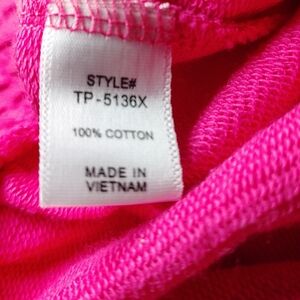 STYLE#
TP-5136X
100% COTTON
MADE IN
VIETNAM